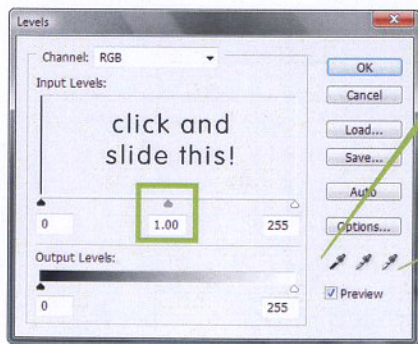 Levels
Channel: RGB
OK
Input Levels:
Cancel
click and
slide this!
Load...
Save...
Auto
0 1.00 255
Options...
Output Levels:
0 255
Preview